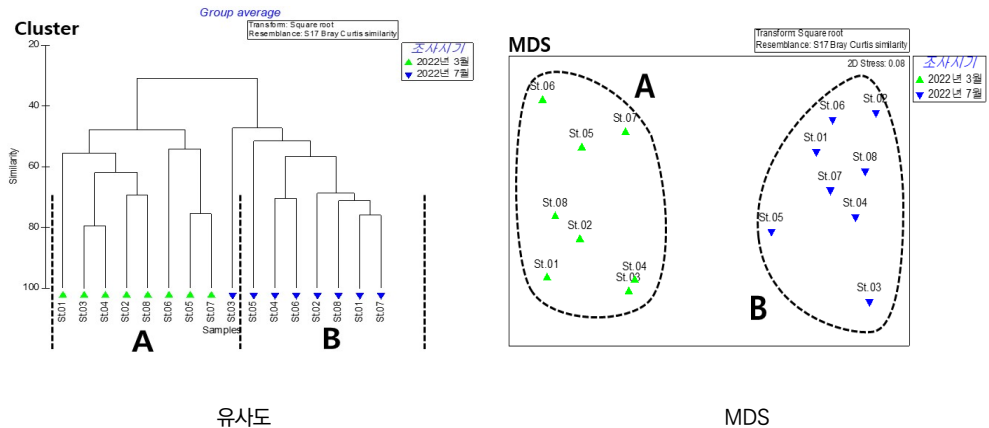 Group average
Cluster
Transform: Square root
Resemblance: S17 Bray Curtis similarity
조사시기
2022년 3월
2022년 7월
20
40
60
80
100
Similarity
St.01
St.03
St.04
St.02
St.08
St.06
St.05
St.07
St.03
St.05
St.04
St.06
St.02
St.08
St.01
St.07
Samples
A
B
유사도
MDS
Transform: Square root
Resemblance: S17 Bray Curtis similarity
2D Stress: 0.08
조사시기
2022년 3월
2022년 7월
A
St.06
St.07
St.05
St.08
St.02
St.01
St.04
St.03
St.02
St.06
St.01
St.08
St.07
St.04
St.05
St.03
B
MDS